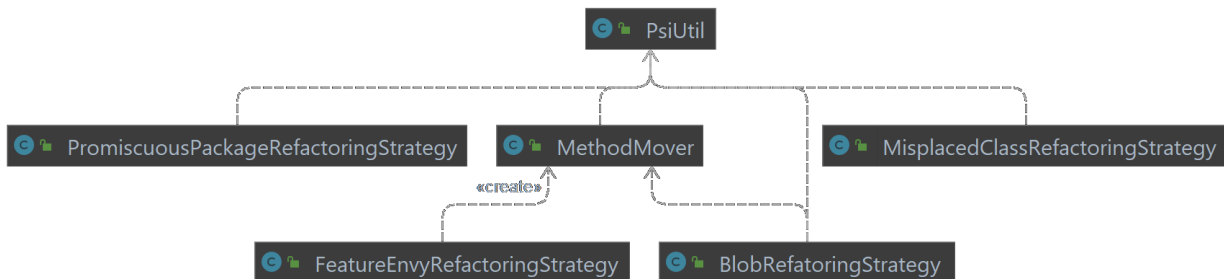 PsiUtil
PromiscuousPackageRefactoringStrategy
MethodMover
MisplacedClassRefactoringStrategy
«create»
FeatureEnvyRefactoringStrategy
BlobRefatoringStrategy